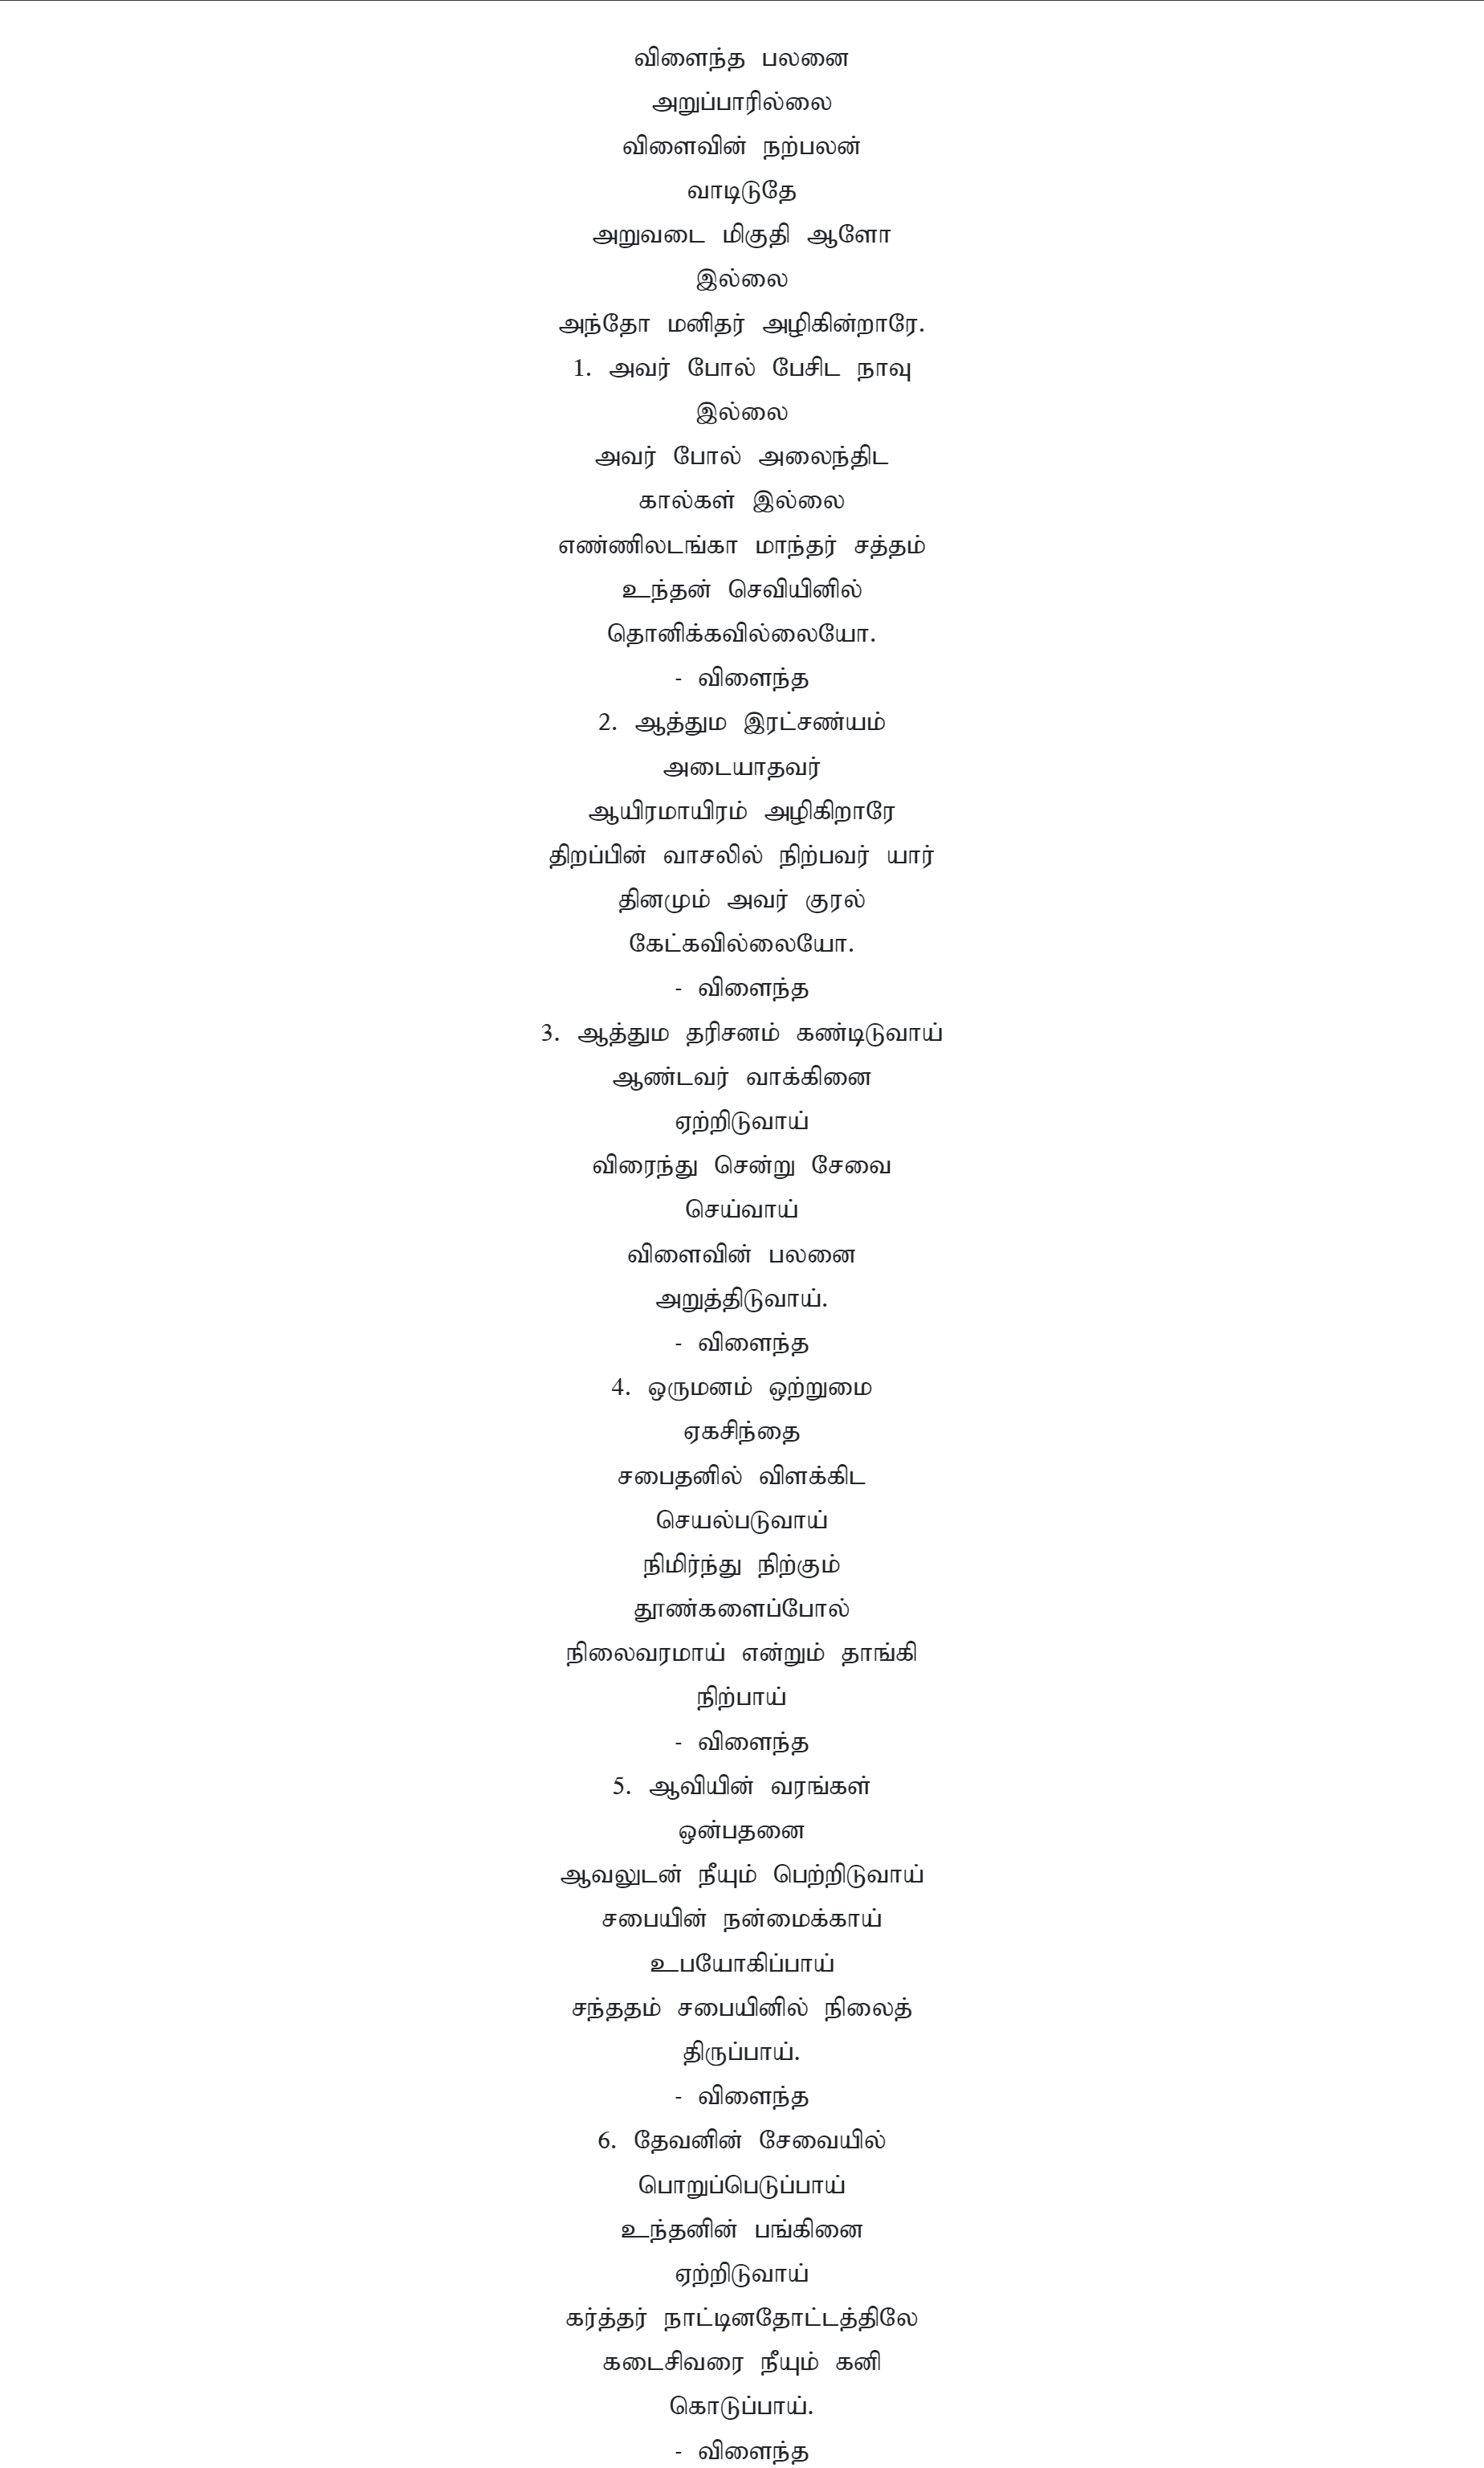 விளைந்த பலனை
அறுப்பாரில்லை
விளைவின் நற்பலன்
வாடிடுதே
அறுவடை மிகுதி ஆளோ
இல்லை
அந்தோ மனிதர் அழிகின்றாரே.
1. அவர் போல் பேசிட நாவு
இல்லை
அவர் போல் அலைந்திட
கால்கள் இல்லை
எண்ணிலடங்கா மாந்தர் சத்தம்
உந்தன் செவியினில்
தொனிக்கவில்லையோ.
- விளைந்த
2. ஆத்தும இரட்சண்யம்
அடையாதவர்
ஆயிரமாயிரம் அழிகிறாரே
திறப்பின் வாசலில் நிற்பவர் யார்
தினமும் அவர் குரல்
கேட்கவில்லையோ.
- விளைந்த
3. ஆத்தும தரிசனம் கண்டிடுவாய்
ஆண்டவர் வாக்கினை
ஏற்றிடுவாய்
விரைந்து சென்று சேவை
செய்வாய்
விளைவின் பலனை
அறுத்திடுவாய்.
- விளைந்த
4. ஒருமனம் ஒற்றுமை
ஏகசிந்தை
சபைதனில் விளக்கிட
செயல்படுவாய்
நிமிர்ந்து நிற்கும்
தூண்களைப்போல்
நிலைவரமாய் என்றும் தாங்கி
நிற்பாய்
- விளைந்த
5. ஆவியின் வரங்கள்
ஒன்பதனை
ஆவலுடன் நீயும் பெற்றிடுவாய்
சபையின் நன்மைக்காய்
உபயோகிப்பாய்
சந்ததம் சபையினில் நிலைத்
திருப்பாய்.
- விளைந்த
6. தேவனின் சேவையில்
பொறுப்பெடுப்பாய்
உந்தனின் பங்கினை
ஏற்றிடுவாய்
கர்த்தர் நாட்டினதோட்டத்திலே
கடைசிவரை நீயும் கனி
கொடுப்பாய்.
- விளைந்த